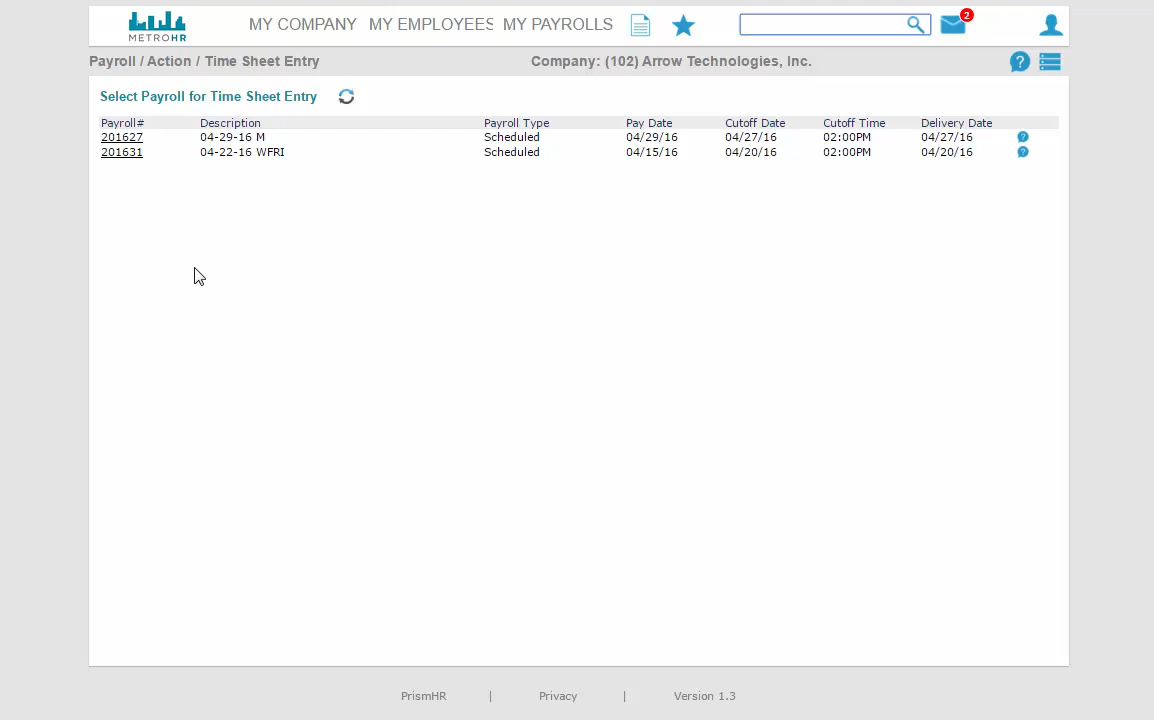 METROHR
MY COMPANY MY EMPLOYEES MY PAYROLLS 2
Payroll / Action / Time Sheet Entry Company: (102) Arrow Technologies, Inc. ?
Select Payroll for Time Sheet Entry
Payroll# Description Payroll Type Pay Date Cutoff Date Cutoff Time Delivery Date
201627 04-29-16 M Scheduled 04/29/16 04/27/16 02:00PM 04/27/16 ?
201631 04-22-16 WFRI Scheduled 04/15/16 04/20/16 02:00PM 04/20/16 ?
PrismHR | Privacy | Version 1.3